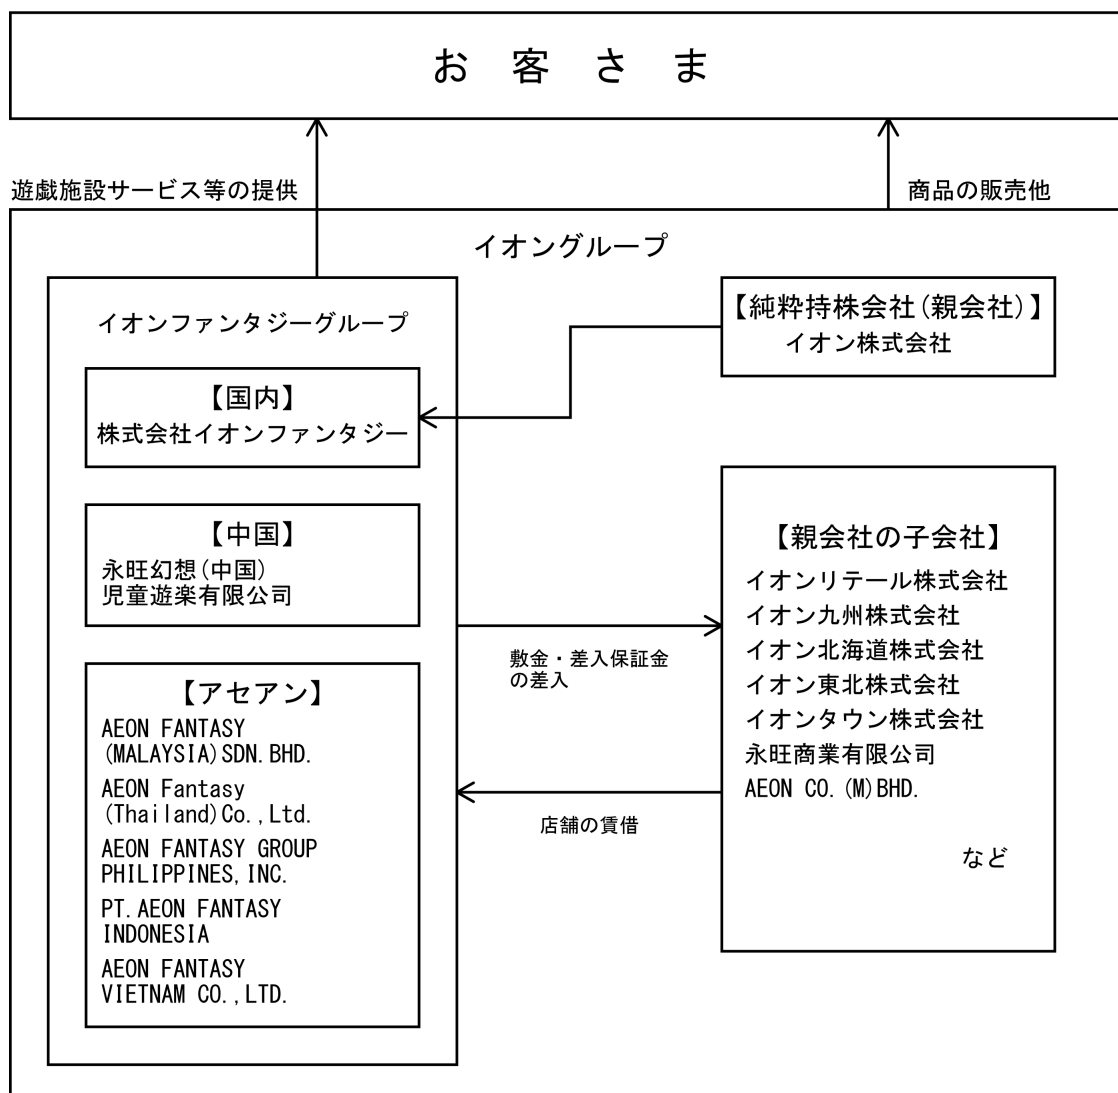 お客さま
遊戯施設サービス等の提供
商品の販売他
イオングループ
イオンファンタジーグループ
【国内】
株式会社イオンファンタジー
【中国】
永旺幻想(中国)
児童遊楽有限公司
【アセアン】
AEON FANTASY
(MALAYSIA)SDN.BHD.
AEON Fantasy
(Thailand)Co.,Ltd.
AEON FANTASY GROUP
PHILIPPINES,INC.
PT.AEON FANTASY
INDONESIA
AEON FANTASY
VIETNAM CO.,LTD.
【純粋持株会社(親会社)】
イオン株式会社
敷金・差入保証金
の差入
店舗の賃借
【親会社の子会社】
イオンリテール株式会社
イオン九州株式会社
イオン北海道株式会社
イオン東北株式会社
イオンタウン株式会社
永旺商業有限公司
AEON CO.(M)BHD.
など